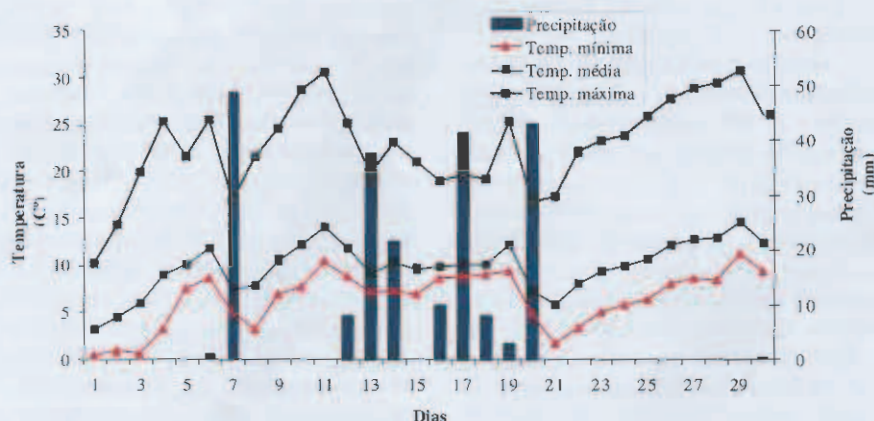 Precipitação
Temp. mínima
Temp. média
Temp. máxima
Temperatura
(Cº)
35
30
25
20
15
10
5
0
60
50
40
30
20
10
0
Precipitação
(mm)
1 3 5 7 9 11 13 15 17 19 21 23 25 27 29
Dias